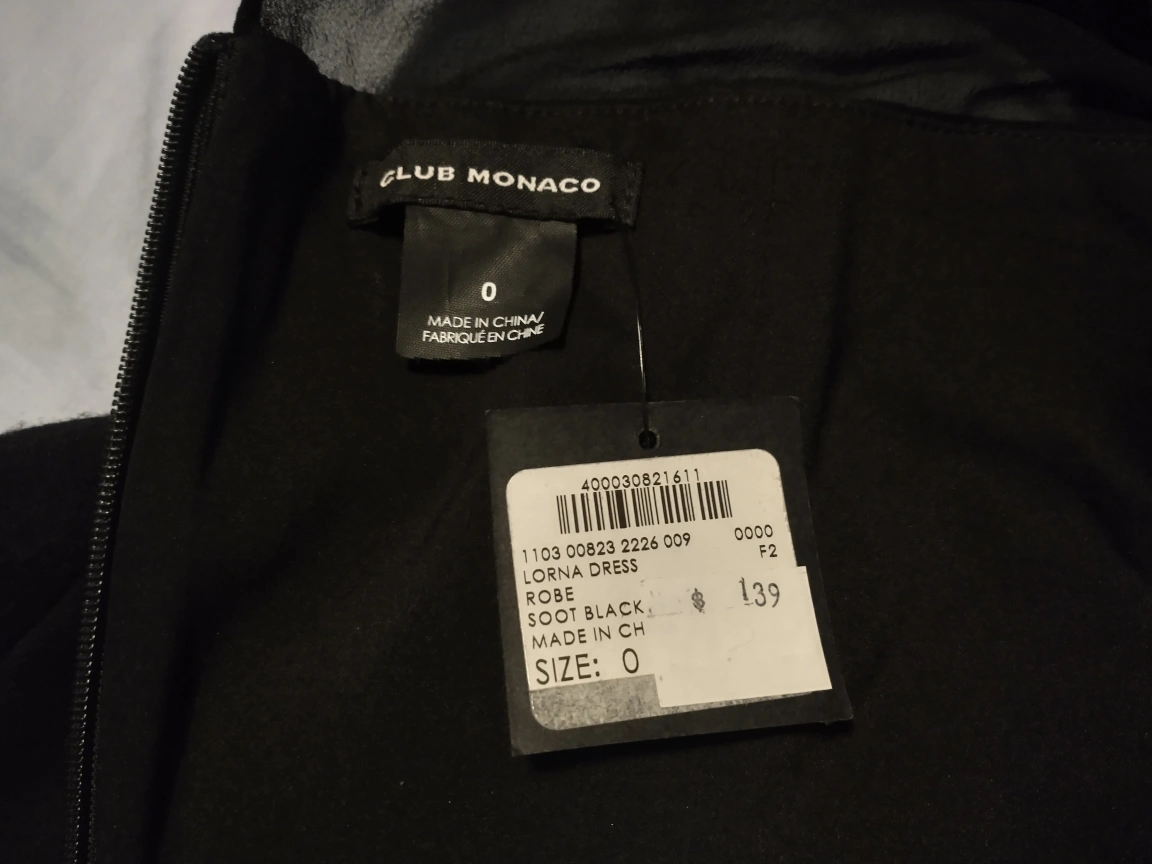 CLUB MONACO
0
MADE IN CHINA/
FABRIQUÉ EN CHINE
400030821611
1103 00823 2226 009 0000
F2
LORNA DRESS
ROBE
SOOT BLACK $ 139
MADE IN CH
SIZE: 0